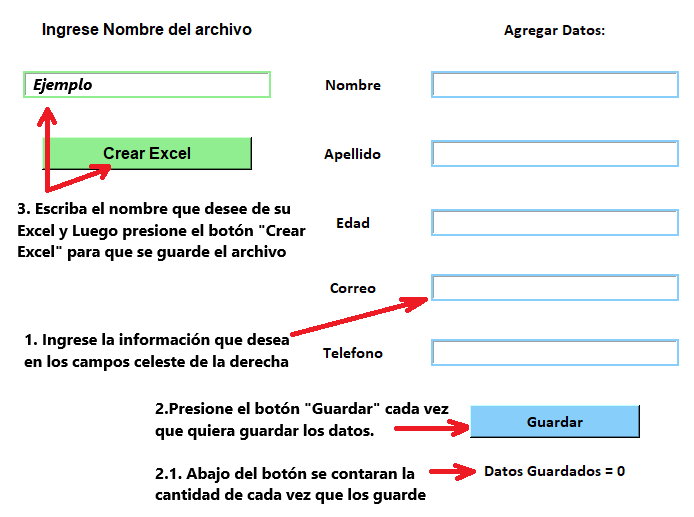 Ingrese Nombre del archivo
Agregar Datos:
Ejemplo
Nombre
Crear Excel
Apellido
3. Escriba el nombre que desee de su
Excel y Luego presione el botón "Crear
Excel" para que se guarde el archivo
Edad
Correo
1. Ingrese la información que desea
en los campos celeste de la derecha
Telefono
2.Presione el botón "Guardar" cada vez
que quiera guardar los datos.
Guardar
2.1. Abajo del botón se contaran la
cantidad de cada vez que los guarde
Datos Guardados = 0